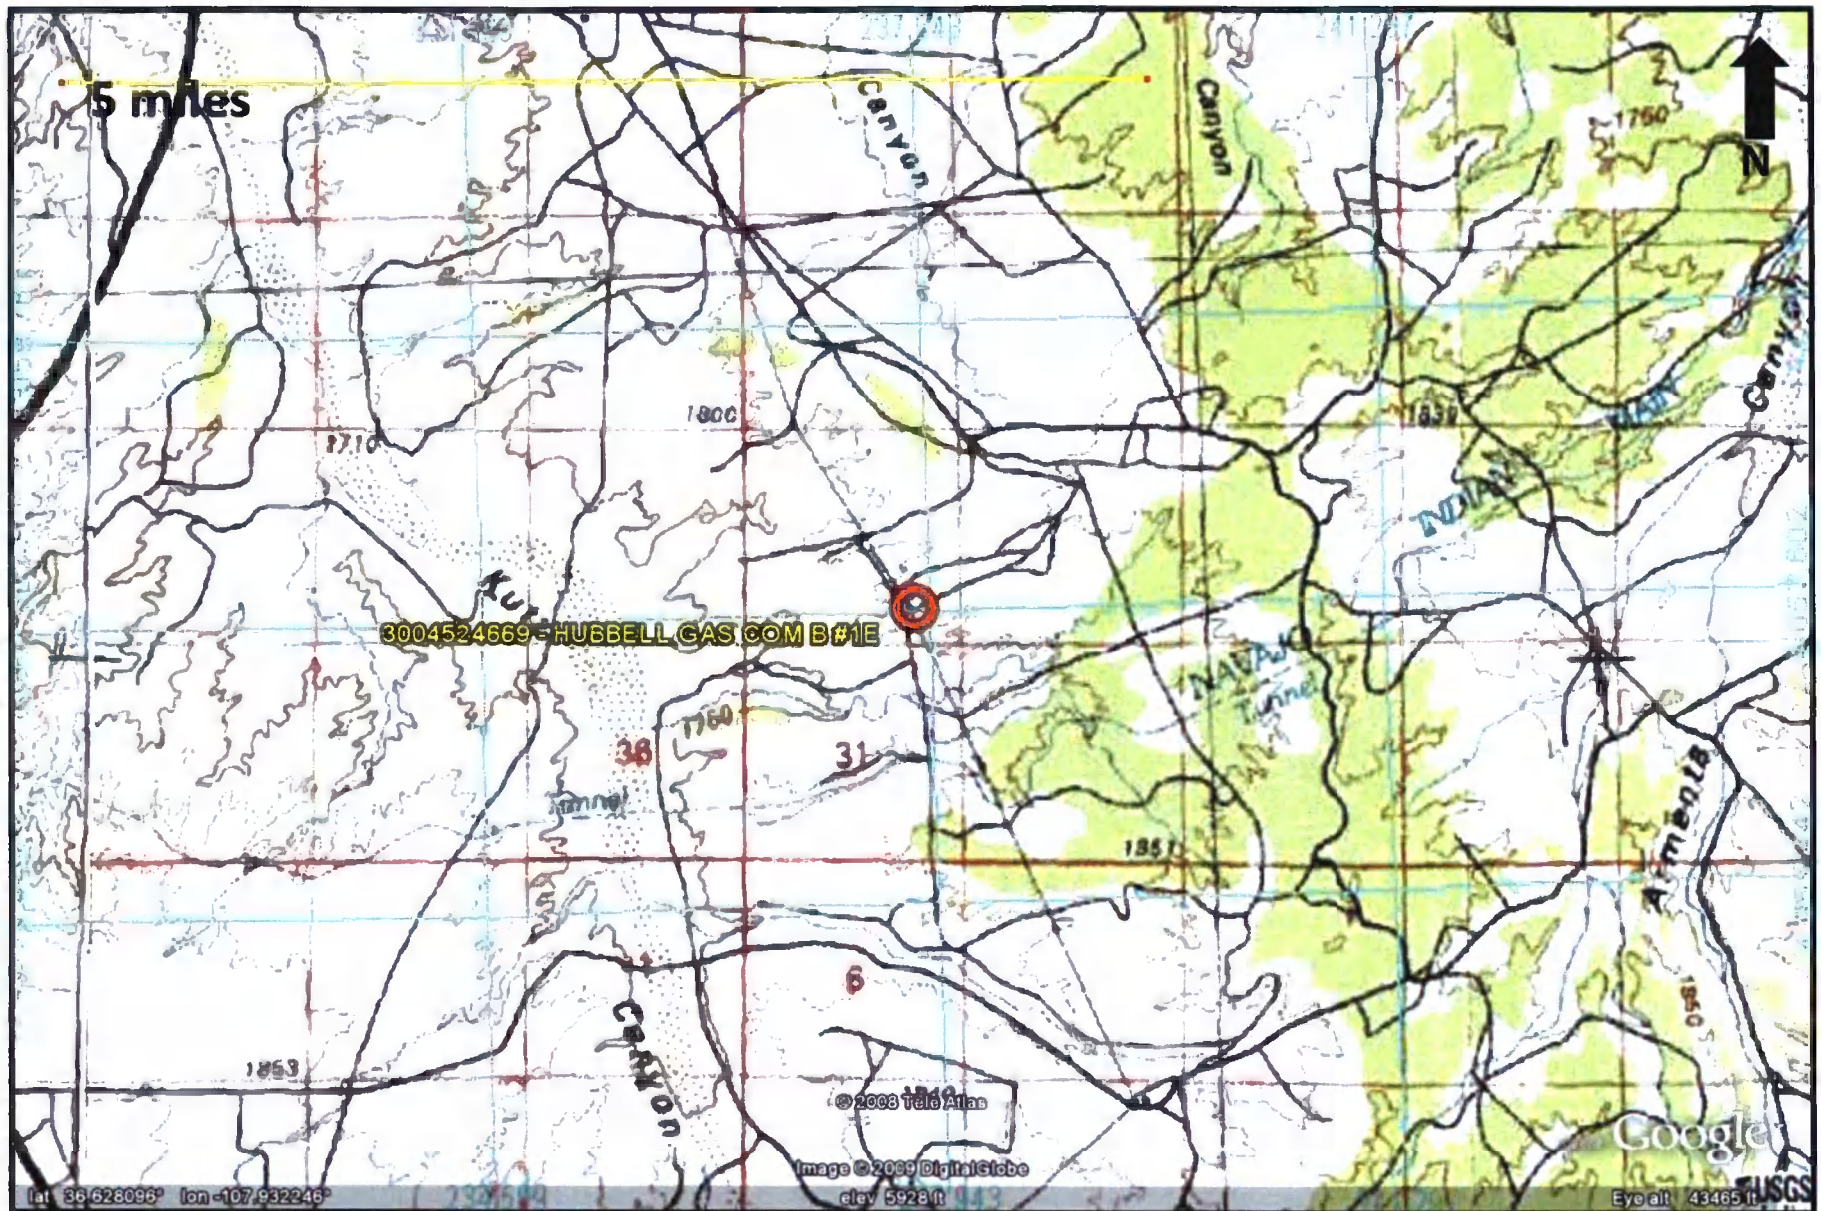 5 miles
Canyon
Canyon
1760
N
Canyon
1800
1710
1839
INDIAN
3004524669 - HUBBELL GAS COM B #1E
NAVAJO
Tunnel
1760
36
31
Tunnel
Armenta
1851
6
1850
Canyon
1853
© 2008 Tele Atlas
Google
Image © 2009 DigitalGlobe
lat 36.628096° lon -107.932246°
elev 5928 ft
Eye alt 43465 ft
USGS